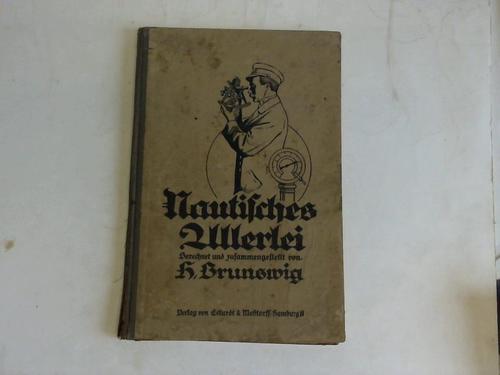 Nautisches
Allerlei
Berechnet und zusammengestellt von
H. Brunswig
Verlag von Eckardt & Meßtorff Hamburg 11